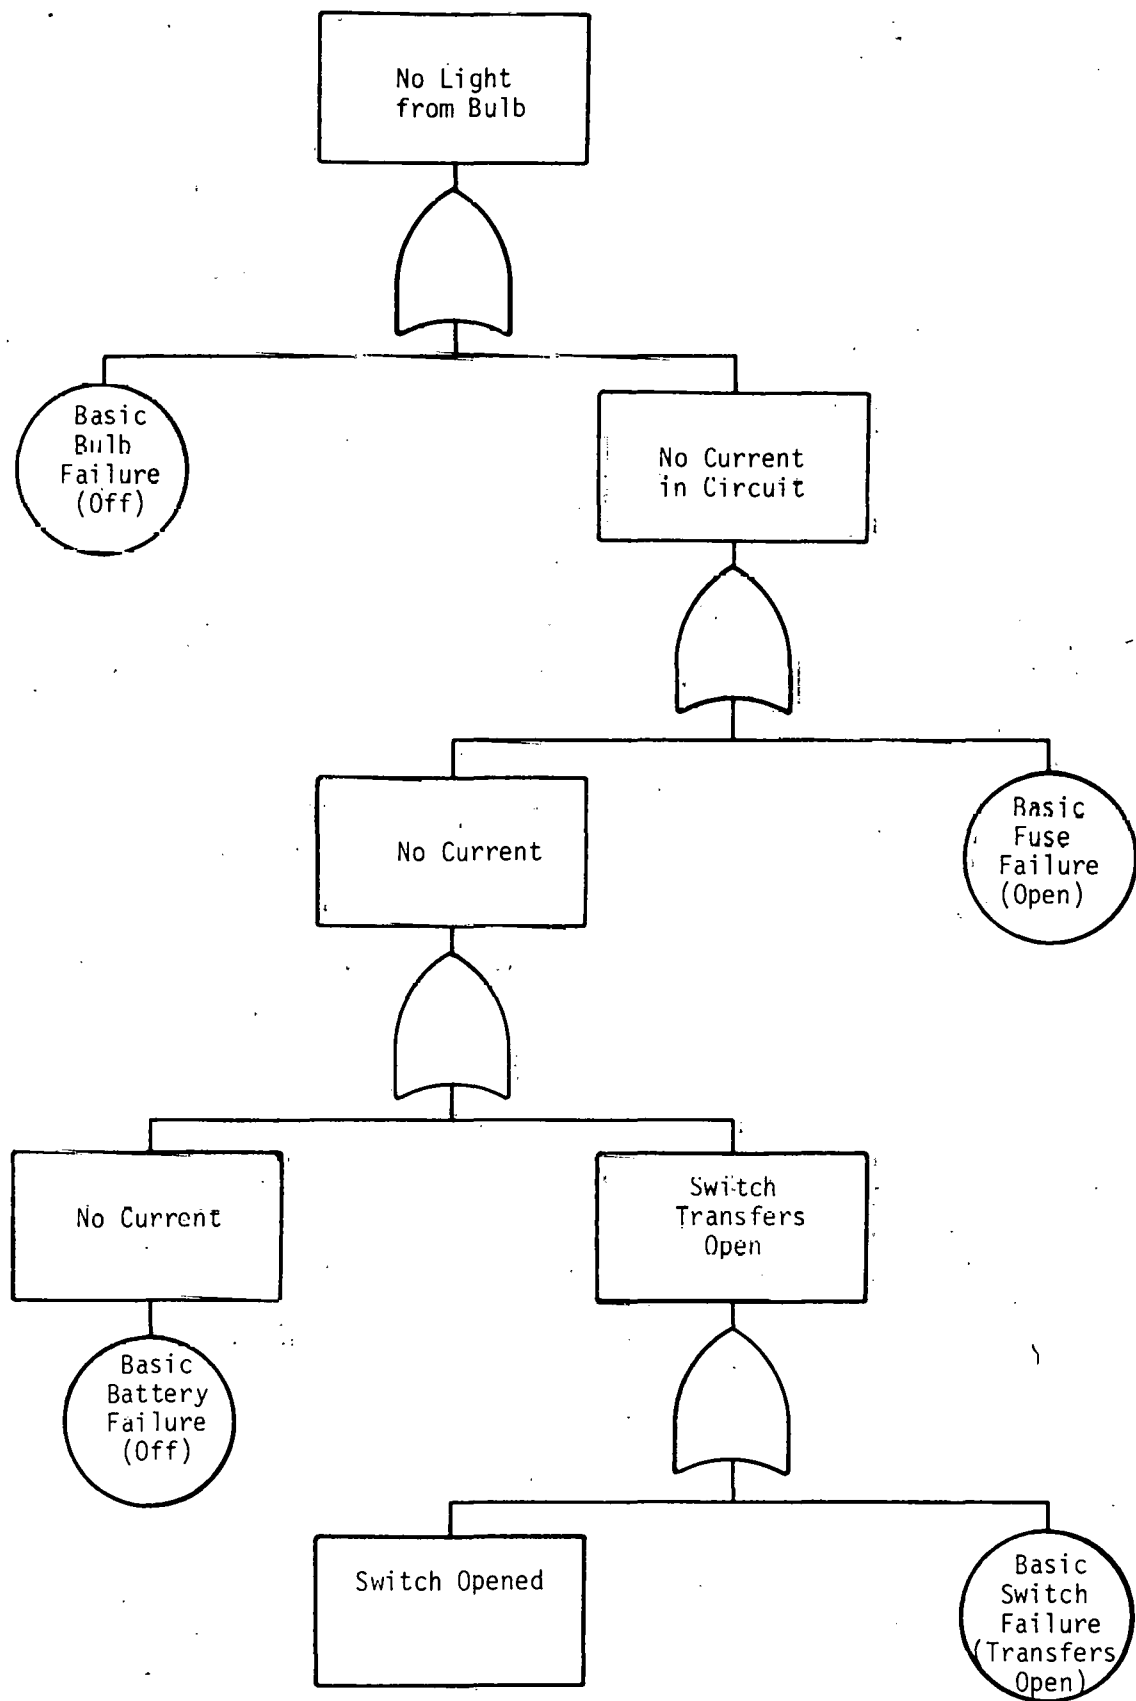 No Light
from Bulb
Basic
Bulb
Failure
(Off)
No Current
in Circuit
No Current
Basic
Fuse
Failure
(Open)
No Current
Switch
Transfers
Open
Basic
Battery
Failure
(Off)
Switch Opened
Basic
Switch
Failure
(Transfers
Open)